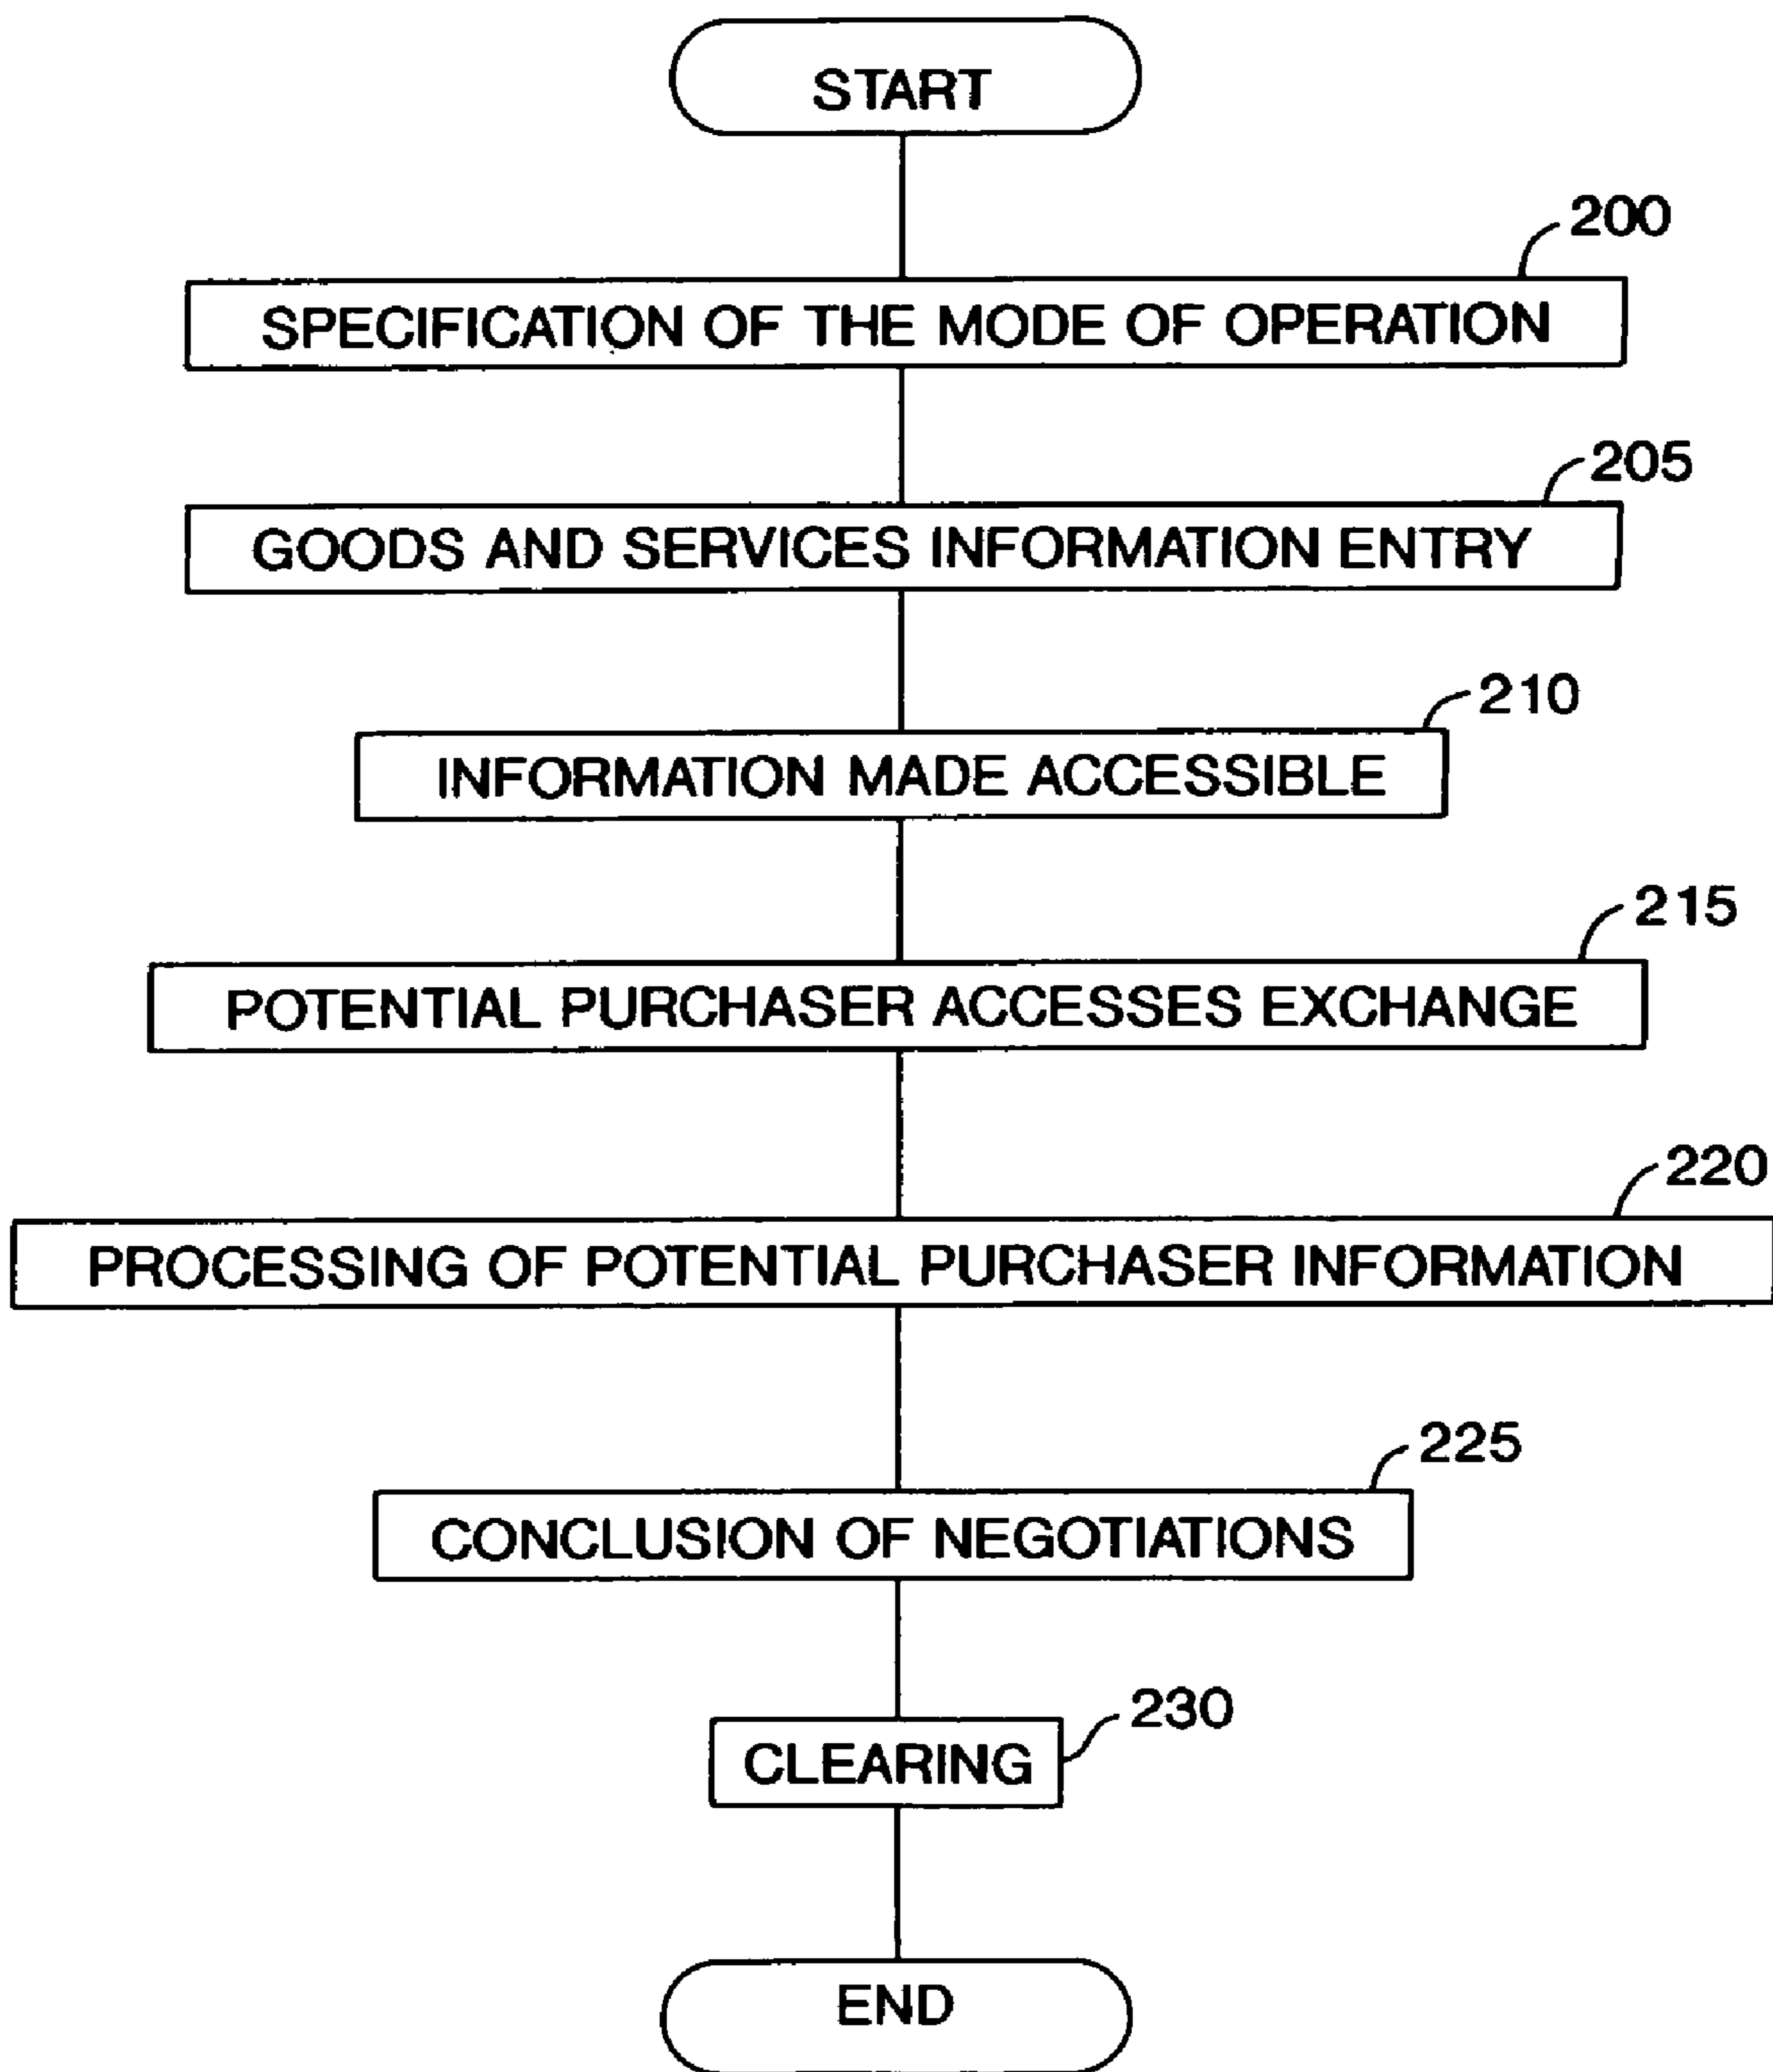 START
200
SPECIFICATION OF THE MODE OF OPERATION
205
GOODS AND SERVICES INFORMATION ENTRY
210
INFORMATION MADE ACCESSIBLE
215
POTENTIAL PURCHASER ACCESSES EXCHANGE
220
PROCESSING OF POTENTIAL PURCHASER INFORMATION
225
CONCLUSION OF NEGOTIATIONS
230
CLEARING
END